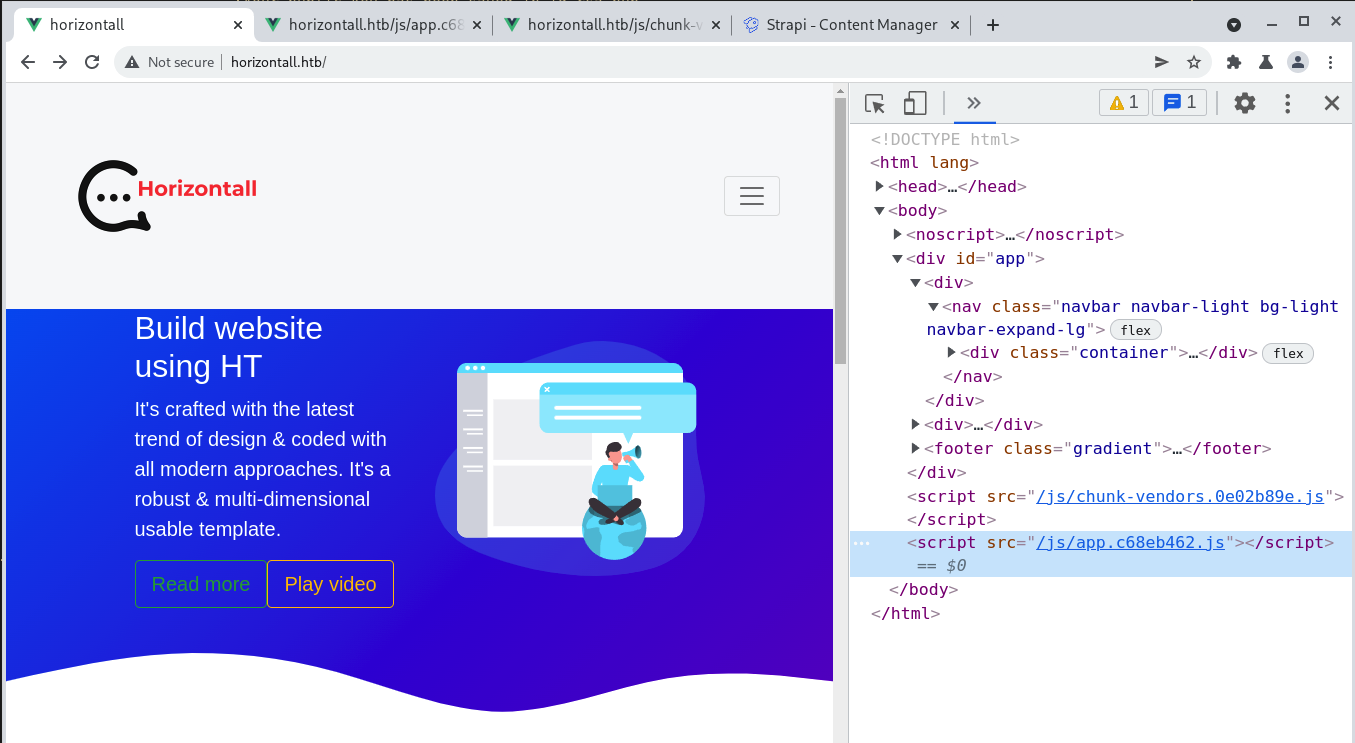 horizontall
horizontall.htb/js/app.c68
horizontall.htb/js/chunk-v
Strapi - Content Manager
Not secure
horizontall.htb/
1
1
Horizontall
Build website
using HT
It's crafted with the latest
trend of design & coded with
all modern approaches. It's a
robust & multi-dimensional
usable template.
Read more
Play video
<!DOCTYPE html>
<html lang>
<head>…</head>
<body>
<noscript>…</noscript>
<div id="app">
<div>
<nav class="navbar navbar-light bg-light
navbar-expand-lg"> flex
<div class="container">…</div> flex
</nav>
</div>
<div>…</div>
<footer class="gradient">…</footer>
</div>
<script src="/js/chunk-vendors.0e02b89e.js">
</script>
<script src="/js/app.c68eb462.js"></script>
== $0
</body>
</html>